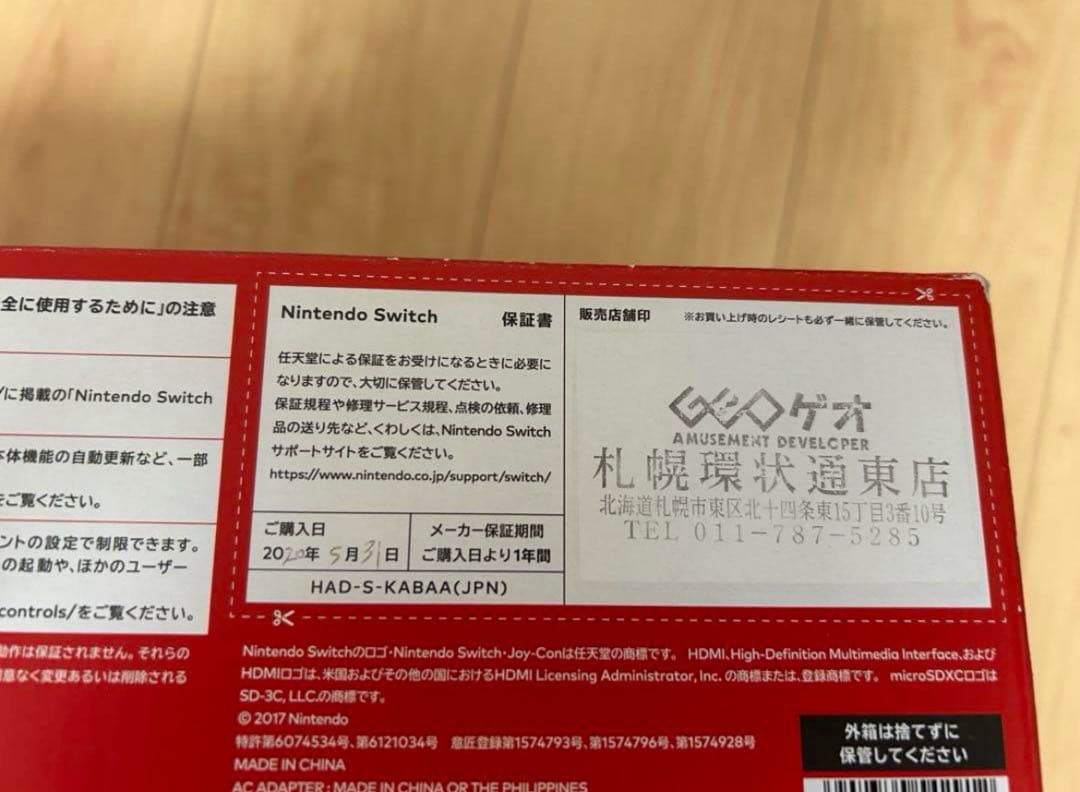 全に使用するために」の注意
に掲載の「Nintendo Switch
本体機能の自動更新など、一部
をご覧ください。
ントの設定で制限できます。
の起動や、ほかのユーザー
controls/をご覧ください。
動作は保証されません。それらの
意なく変更あるいは削除される
Nintendo Switch 保証書
任天堂による保証をお受けになるときに必要に
なりますので、大切に保管してください。
保証規程や修理サービス規程、点検の依頼、修理
品の送り先など、くわしくは、Nintendo Switch
サポートサイトをご覧ください。
https://www.nintendo.co.jp/support/switch/
ご購入日
2020年 5月31日
メーカー保証期間
ご購入日より1年間
HAD-S-KABAA(JPN)
販売店舗印 ※お買い上げ時のレシートも必ず一緒に保管してください。
GEOゲオ
AMUSEMENT DEVELOPER
札幌環状通東店
北海道札幌市東区北十四条東15丁目3番10号
TEL 011-787-5285
Nintendo Switchのロゴ・Nintendo Switch・Joy-Conは任天堂の商標です。 HDMI、High-Definition Multimedia Interface、および
HDMIロゴは、米国およびその他の国におけるHDMI Licensing Administrator, Inc. の商標または、登録商標です。 microSDXCロゴは
SD-3C, LLC.の商標です。
© 2017 Nintendo
特許第6074534号、第6121034号 意匠登録第1574793号、第1574796号、第1574928号
MADE IN CHINA
AC ADAPTER : MADE IN CHINA OR THE PHILIPPINES
外箱は捨てずに
保管してください